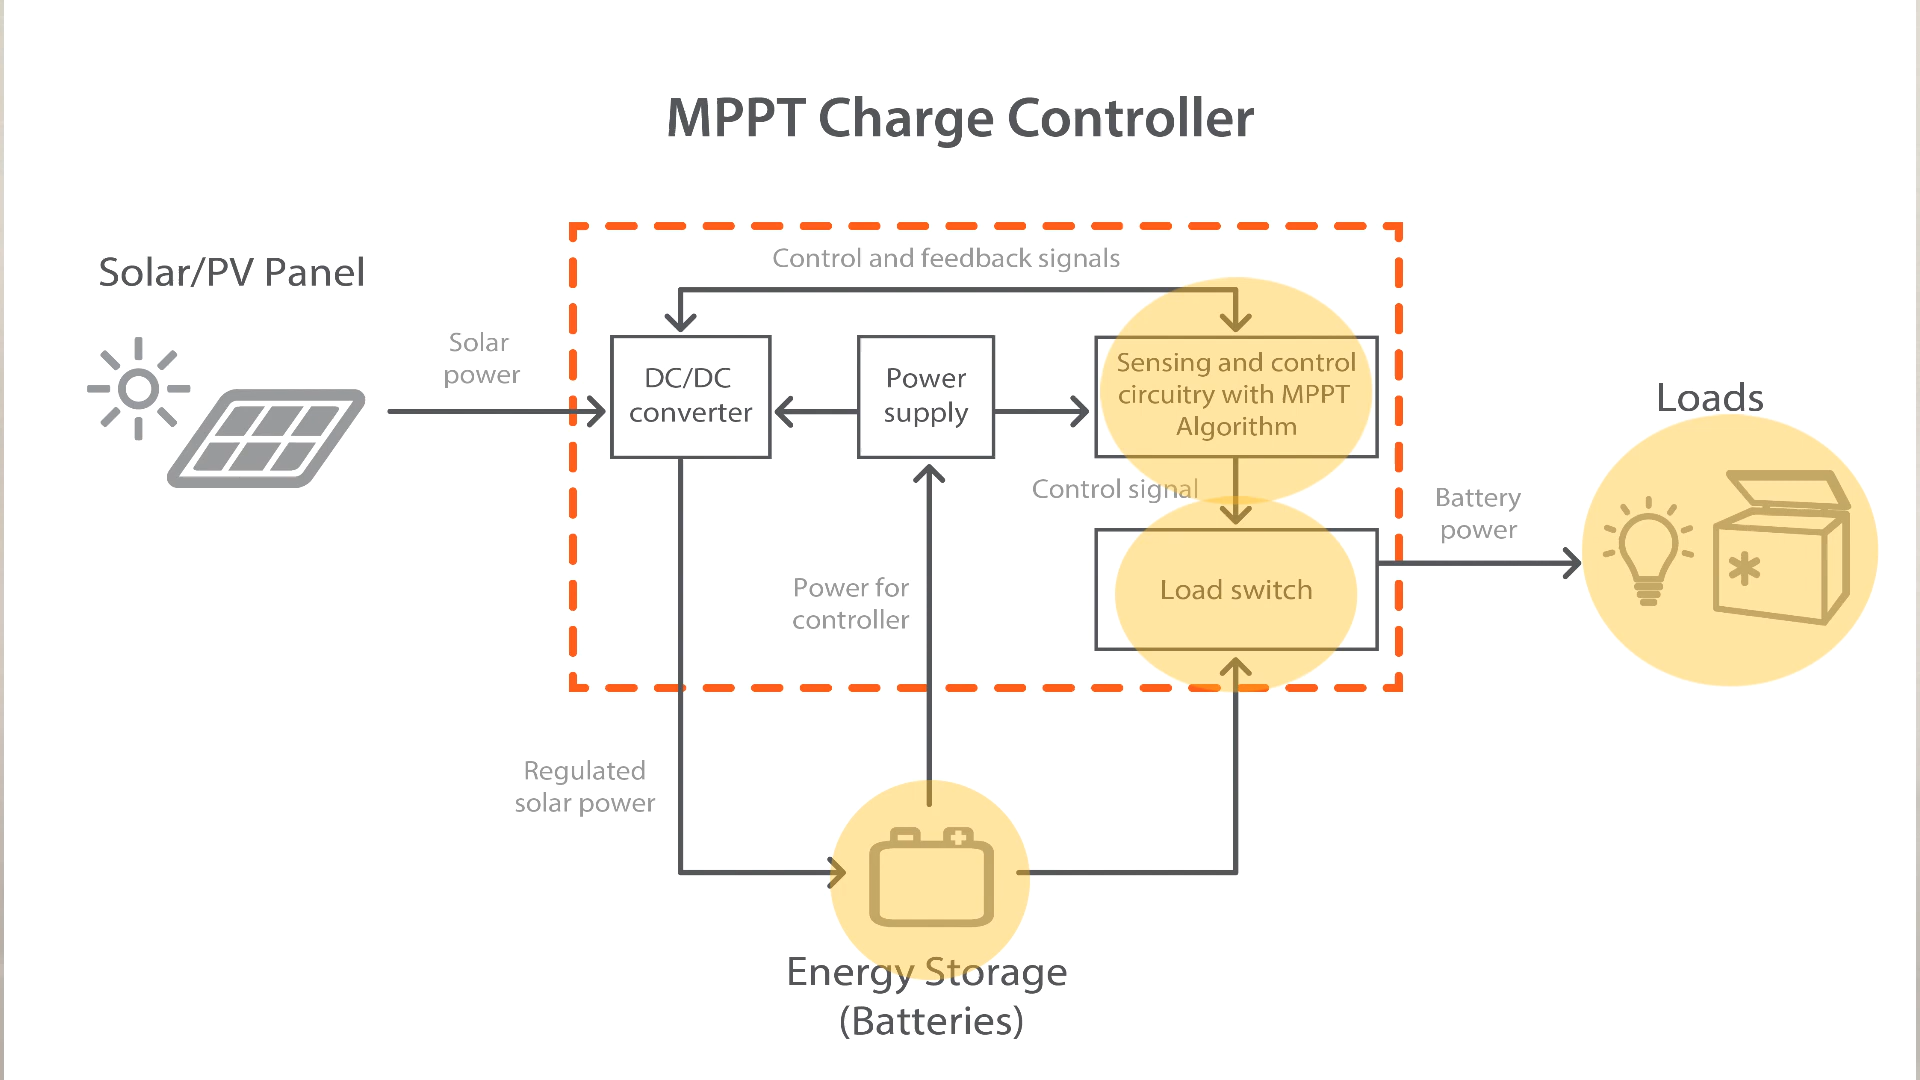 MPPT Charge Controller
Solar/PV Panel
Solar
power
Control and feedback signals
DC/DC
converter
Power
supply
Sensing and control
circuitry with MPPT
Algorithm
Control signal
Load switch
Battery
power
Loads
Power for
controller
Regulated
solar power
Energy Storage
(Batteries)